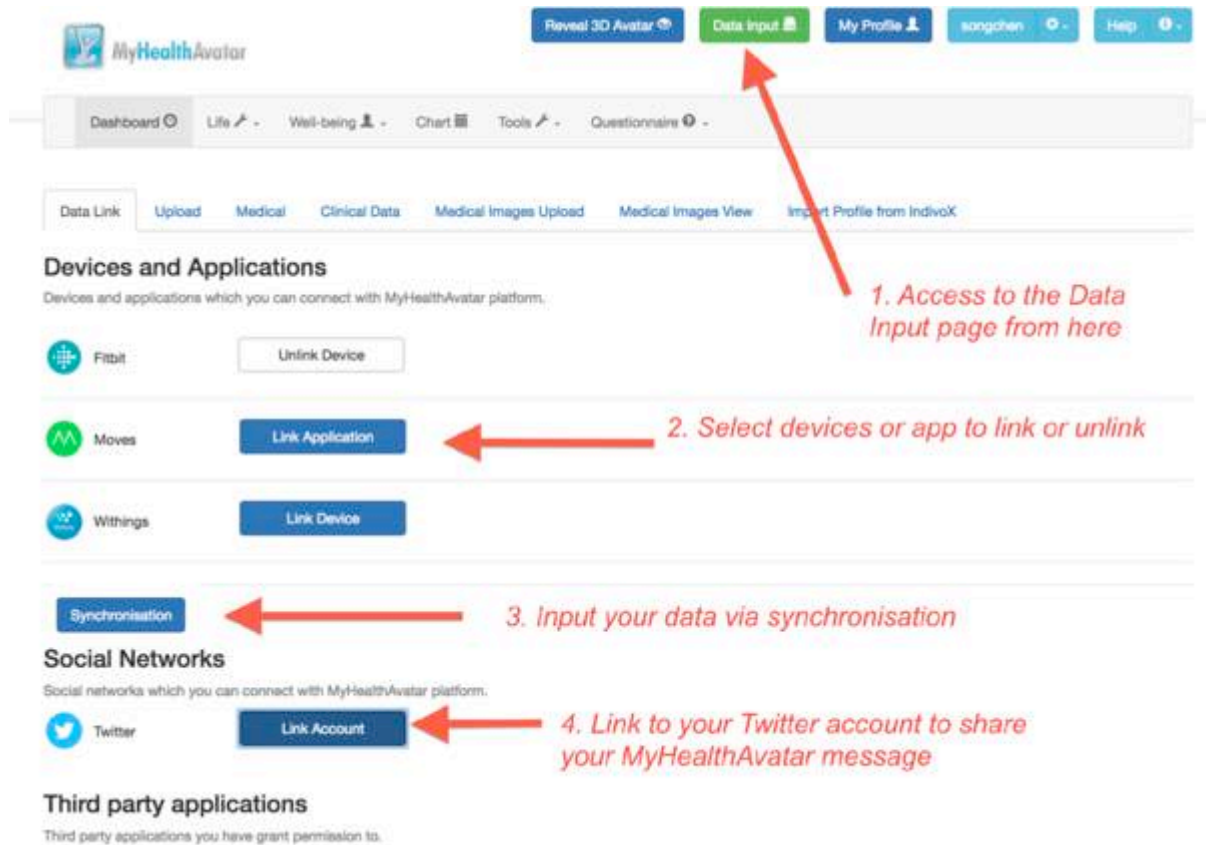 MyHealthAvatar
Reveal 3D Avatar
Data Input
My Profile
songchen
Help
Dashboard
Life
Well-being
Chart
Tools
Questionnaire
Data Link
Upload
Medical
Clinical Data
Medical Images Upload
Medical Images View
Import Profile from IndivoX
Devices and Applications
Devices and applications which you can connect with MyHealthAvatar platform.
1. Access to the Data
Input page from here
Fitbit
Unlink Device
Moves
Link Application
2. Select devices or app to link or unlink
Withings
Link Device
Synchronisation
3. Input your data via synchronisation
Social Networks
Social networks which you can connect with MyHealthAvatar platform.
Twitter
Link Account
4. Link to your Twitter account to share
your MyHealthAvatar message
Third party applications
Third party applications you have grant permission to.